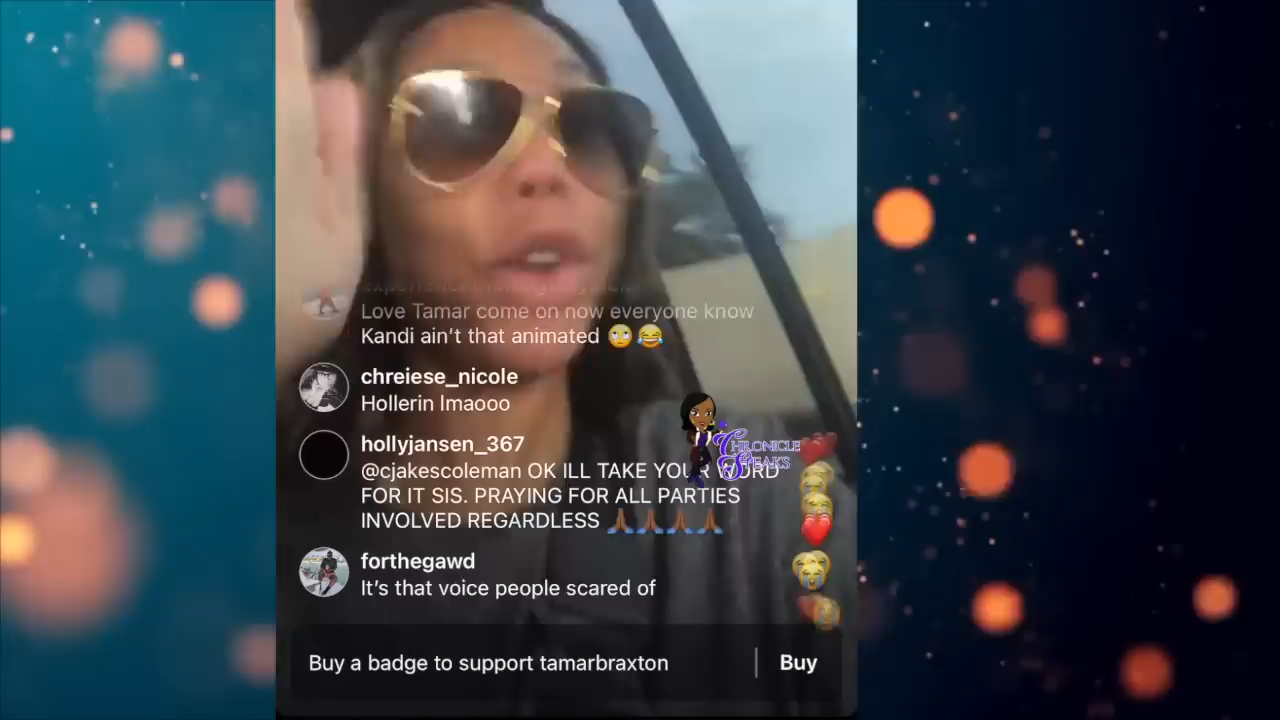 Love Tamar come on now everyone know
Kandi ain't that animated 🙄 😂
chreiese_nicole
Hollerin lmaooo
hollyjansen_367
@cjakescoleman OK ILL TAKE YOUR WORD
FOR IT SIS. PRAYING FOR ALL PARTIES
INVOLVED REGARDLESS 🙏🏾🙏🏾🙏🏾🙏🏾
CHRONICLE
SPEAKS
forthegawd
It's that voice people scared of
Buy a badge to support tamarbraxton
Buy